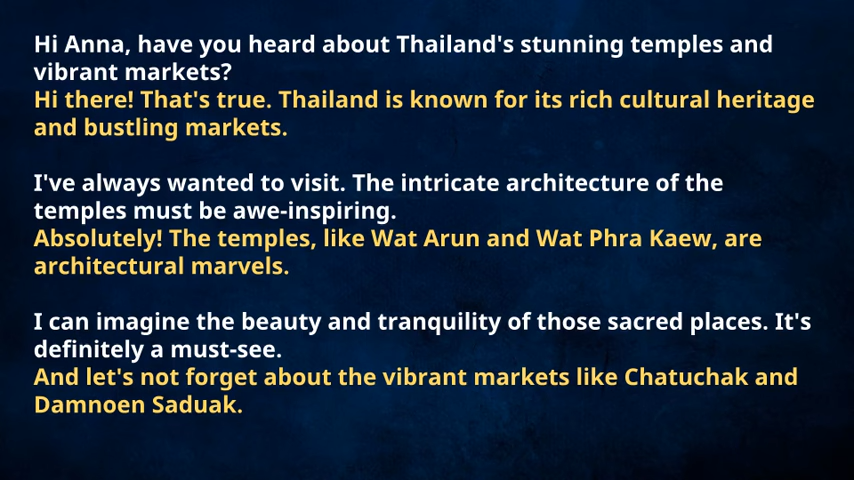 Hi Anna, have you heard about Thailand's stunning temples and
vibrant markets?
Hi there! That's true. Thailand is known for its rich cultural heritage
and bustling markets.
I've always wanted to visit. The intricate architecture of the
temples must be awe-inspiring.
Absolutely! The temples, like Wat Arun and Wat Phra Kaew, are
architectural marvels.
I can imagine the beauty and tranquility of those sacred places. It's
definitely a must-see.
And let's not forget about the vibrant markets like Chatuchak and
Damnoen Saduak.